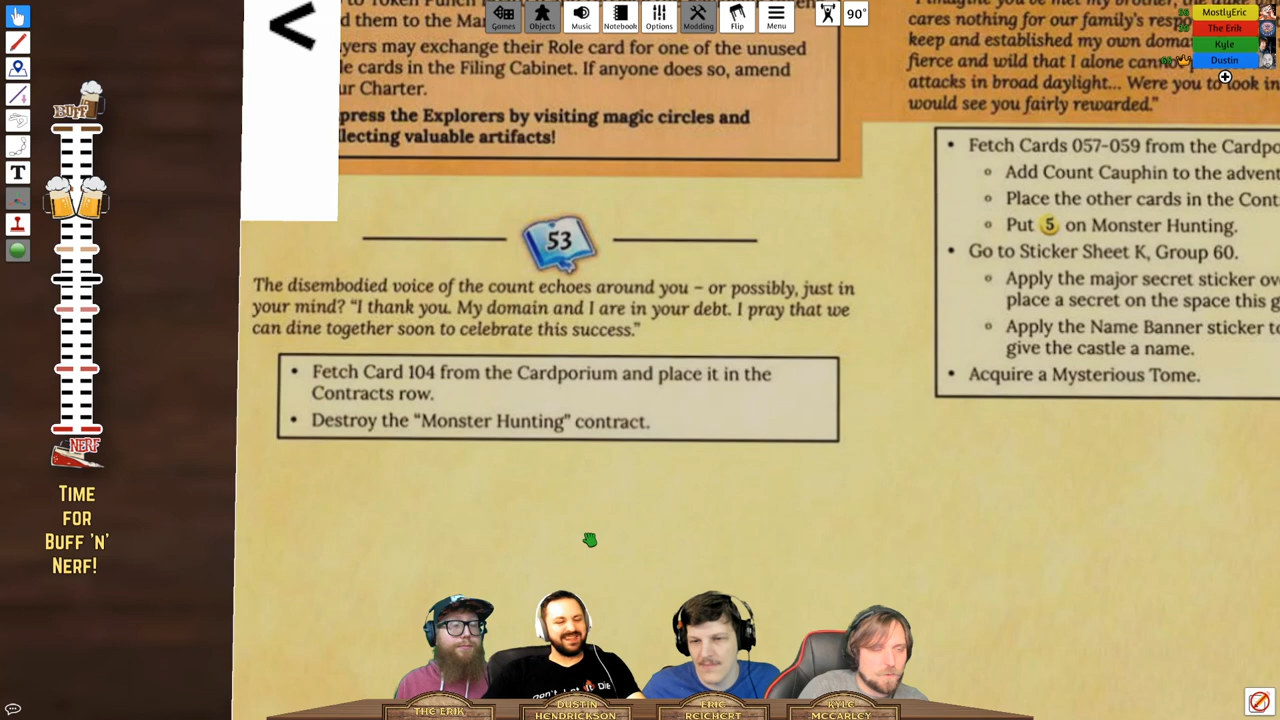 Games
Objects
Music
Notebook
Options
Modding
Flip
Menu
90°
MostlyEric
The Erik
Kyle
Dustin
BUFF
NERF
TIME
FOR
BUFF 'N'
NERF!
d them to the Ma
yers may exchange their Role card for one of the unused
e cards in the Filing Cabinet. If anyone does so, amend
ur Charter.
press the Explorers by visiting magic circles and
llecting valuable artifacts!
53
The disembodied voice of the count echoes around you – or possibly, just in
your mind? "I thank you. My domain and I are in your debt. I pray that we
can dine together soon to celebrate this success."
• Fetch Card 104 from the Cardporium and place it in the
Contracts row.
• Destroy the "Monster Hunting" contract.
cares nothing for our family's resp
keep and established my own doma
fierce and wild that I alone can
attacks in broad daylight... Were you to look in
would see you fairly rewarded."
• Fetch Cards 057-059 from the Cardpo
Add Count Cauphin to the advent
Place the other cards in the Cont
Put 5 on Monster Hunting.
• Go to Sticker Sheet K, Group 60.
Apply the major secret sticker ov
place a secret on the space this g
Apply the Name Banner sticker to
give the castle a name.
• Acquire a Mysterious Tome.
Don't Let It Die
THE ERIK
DUSTIN
HENDRICKSON
ERIC
REICHERT
KYLE
MCCARLEY